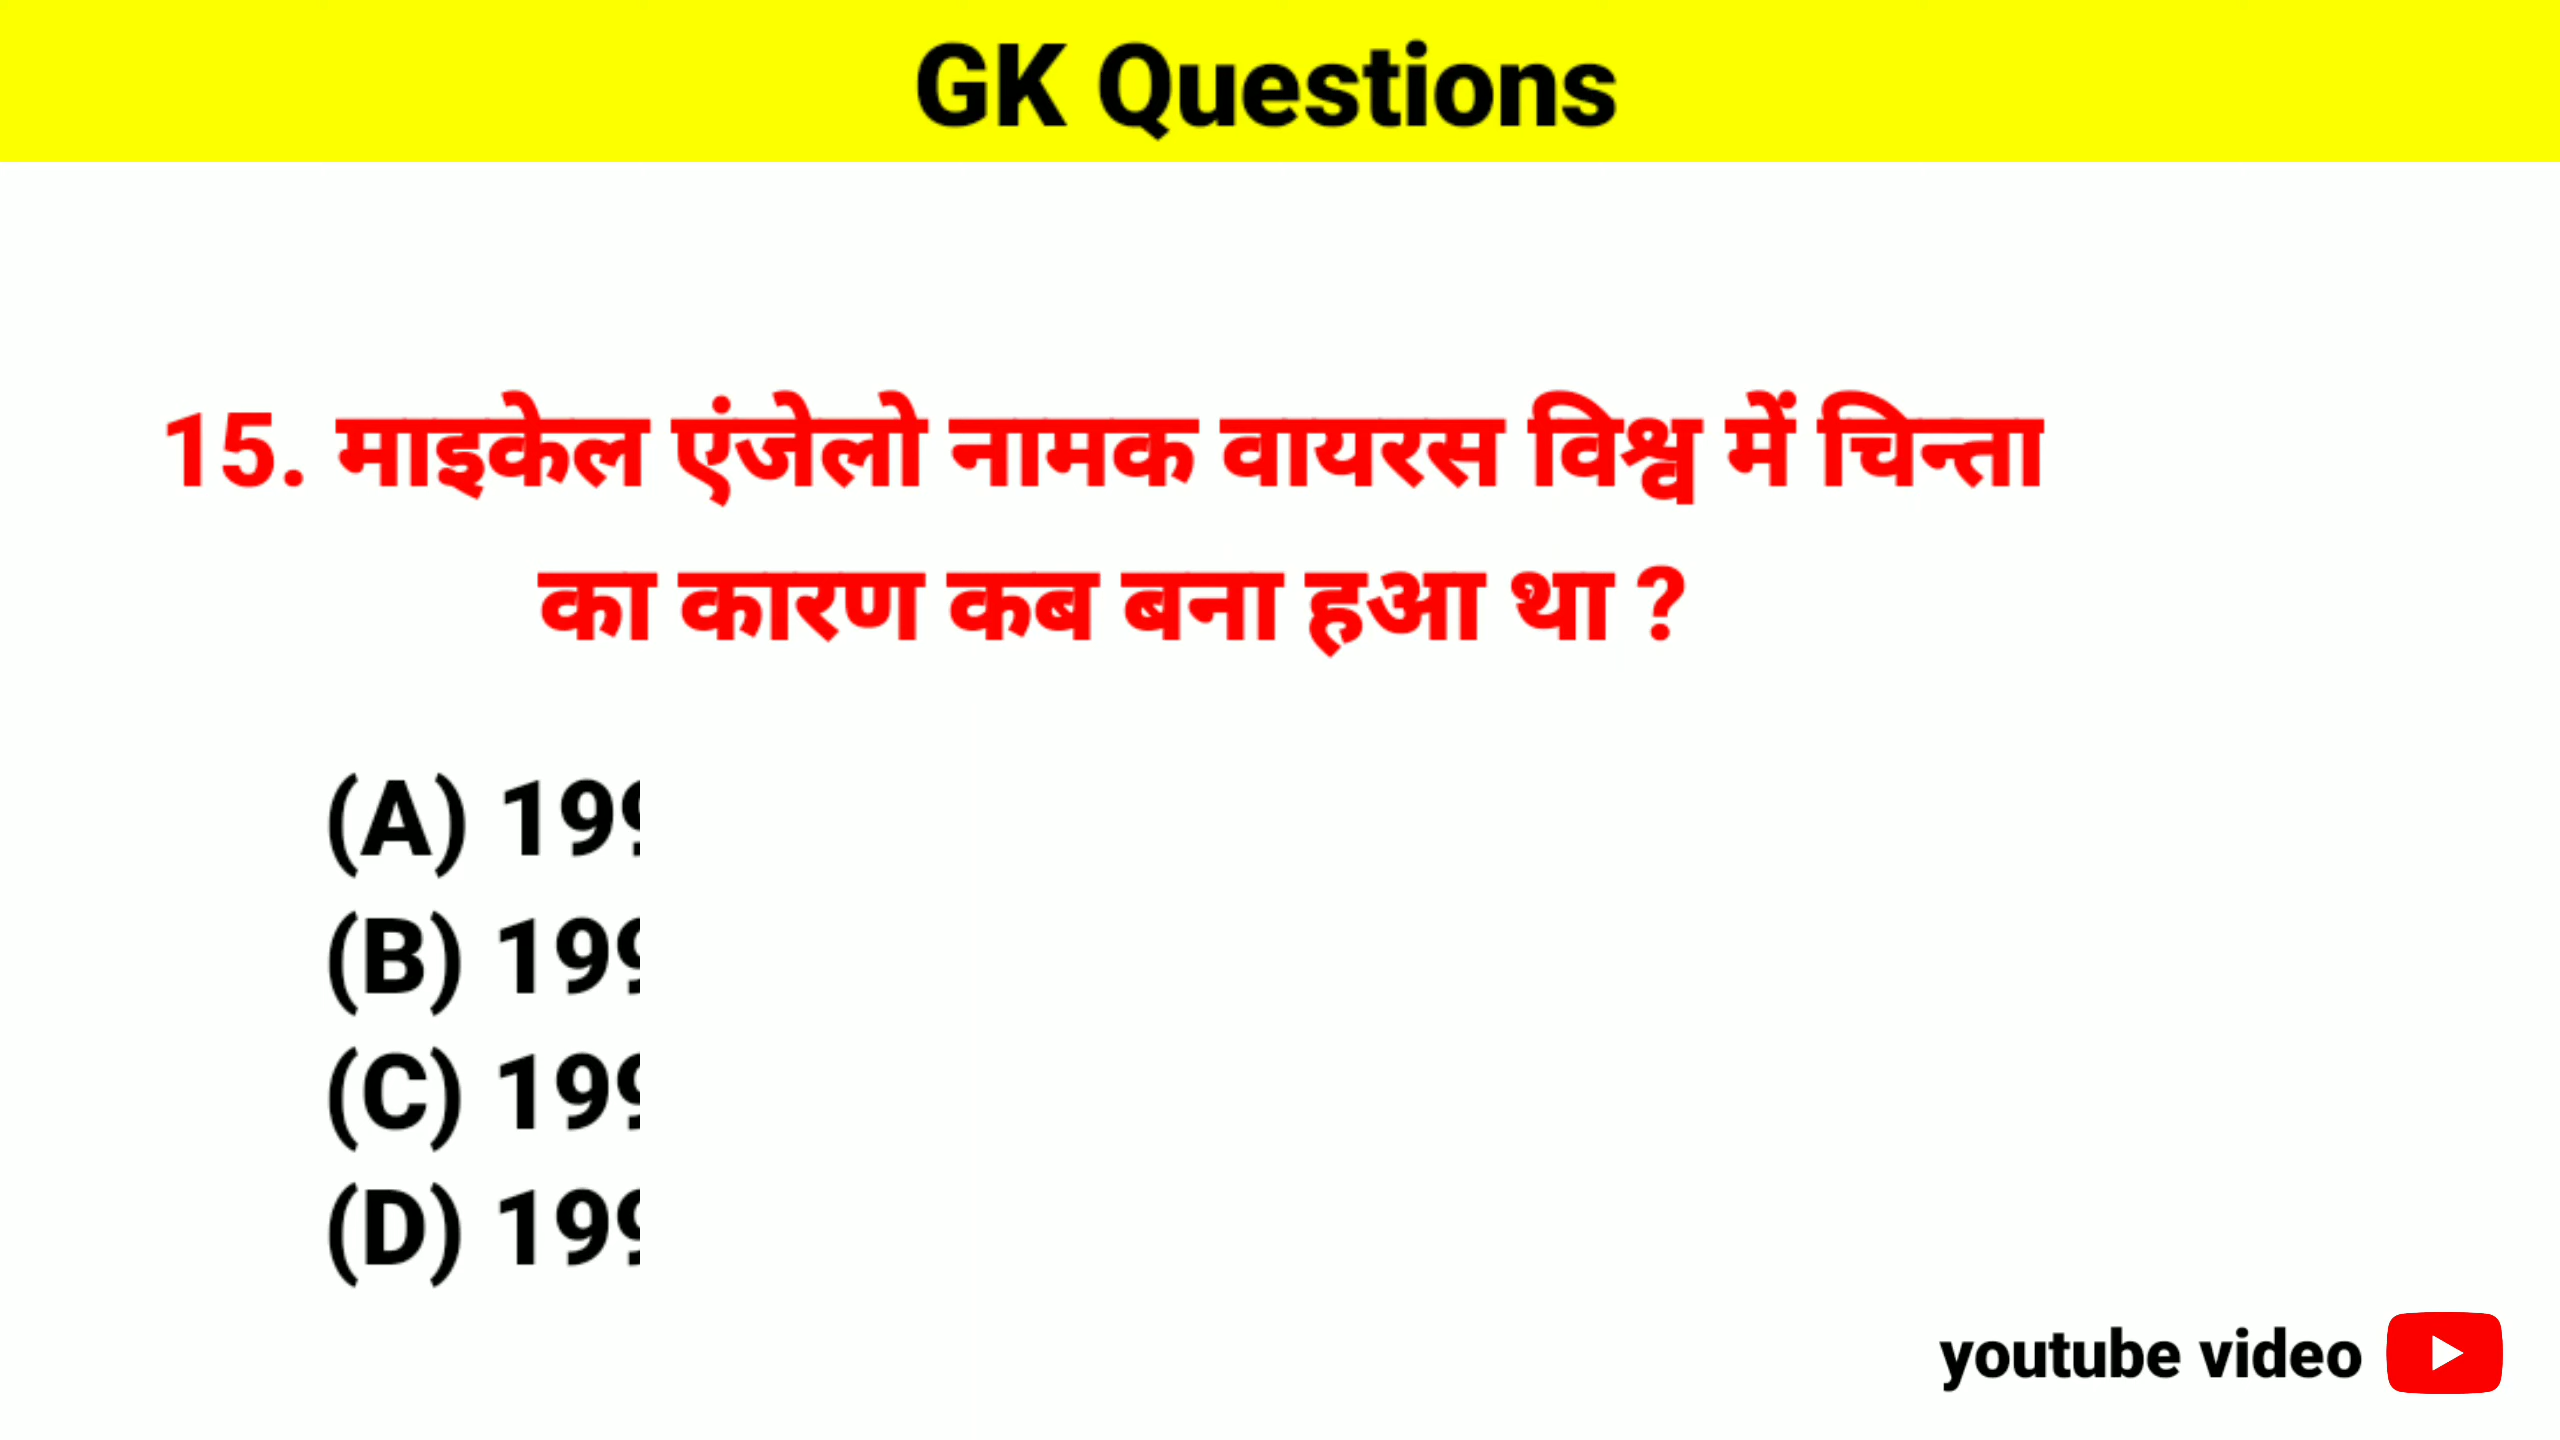 GK Questions
15. माइकेल एंजेलो नामक वायरस विश्व में चिन्ता
का कारण कब बना हआ था ?
(A) 199
(B) 199
(C) 199
(D) 199
youtube video